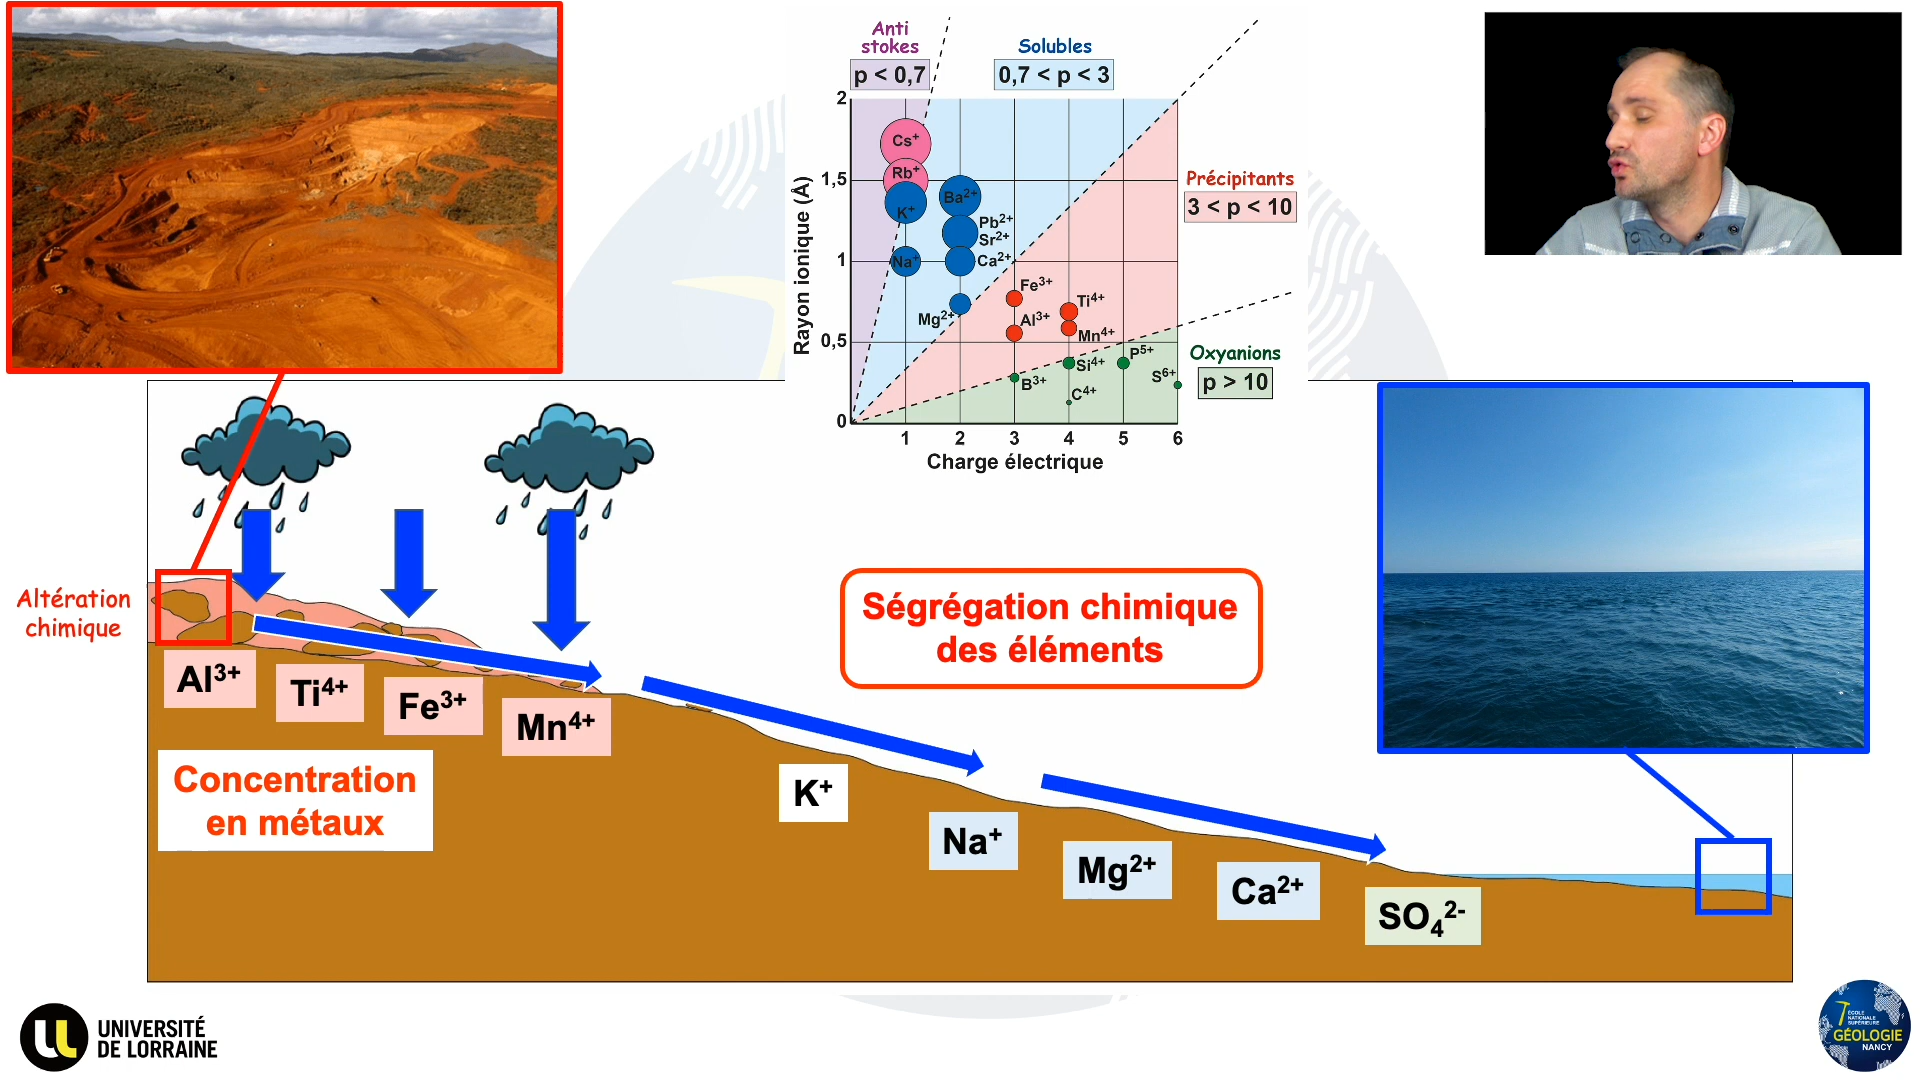 Anti
stokes
p < 0,7
Solubles
0,7 < p < 3
Précipitants
3 < p < 10
Oxyanions
p > 10
Rayon ionique (Å)
2
1,5
1
0,5
0
1
2
3
4
5
6
Charge électrique
Cs⁺
Rb⁺
K⁺
Na⁺
Ba²⁺
Pb²⁺
Sr²⁺
Ca²⁺
Mg²⁺
Fe³⁺
Al³⁺
Ti⁴⁺
Mn⁴⁺
B³⁺
Si⁴⁺
C⁴⁺
P⁵⁺
S⁶⁺
Altération
chimique
Ségrégation chimique
des éléments
Al³⁺
Ti⁴⁺
Fe³⁺
Mn⁴⁺
Concentration
en métaux
K⁺
Na⁺
Mg²⁺
Ca²⁺
SO₄²⁻
UNIVERSITÉ
DE LORRAINE
ÉCOLE
NATIONALE
SUPÉRIEURE
GÉOLOGIE
NANCY